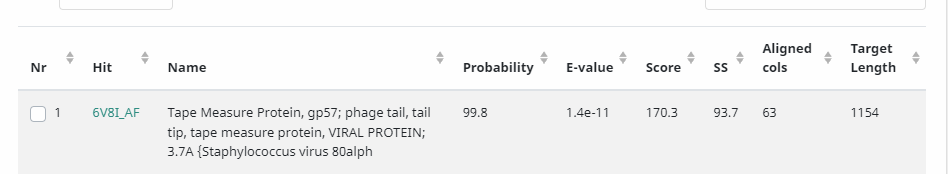 Nr Hit Name Probability E-value Score SS Aligned cols Target Length
1 6V8I_AF Tape Measure Protein, gp57; phage tail, tail 99.8 1.4e-11 170.3 93.7 63 1154
tip, tape measure protein, VIRAL PROTEIN;
3.7A {Staphylococcus virus 80alph